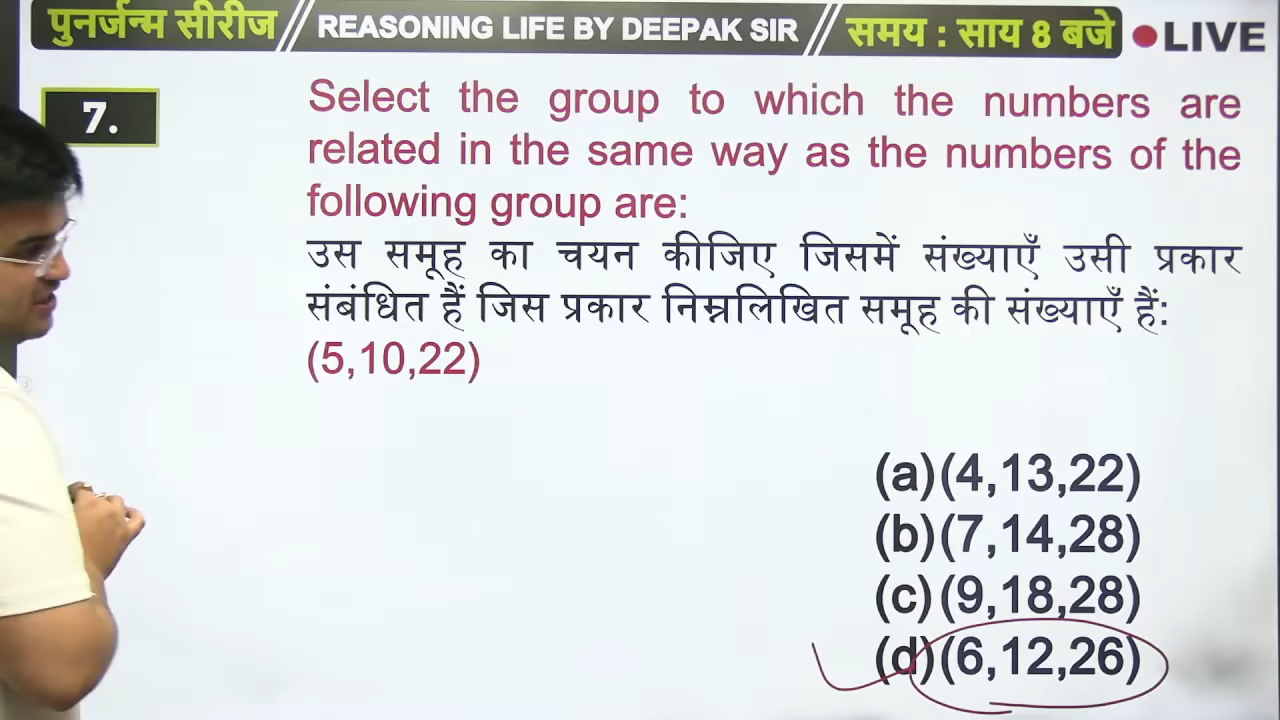 पुनर्जन्म सीरीज // REASONING LIFE BY DEEPAK SIR // समय : साय 8 बजे LIVE
7.
Select the group to which the numbers are
related in the same way as the numbers of the
following group are:
उस समूह का चयन कीजिए जिसमें संख्याएँ उसी प्रकार
संबंधित हैं जिस प्रकार निम्नलिखित समूह की संख्याएँ हैं:
(5,10,22)
(a)(4,13,22)
(b)(7,14,28)
(c)(9,18,28)
(d)(6,12,26)